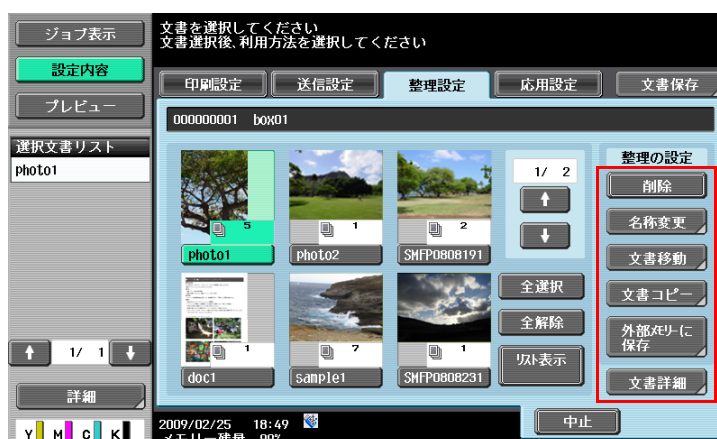 ジョブ表示
設定内容
プレビュー
選択文書リスト
photo1
1/ 1
詳細
Y M C K
文書を選択してください
文書選択後、利用方法を選択してください
印刷設定
送信設定
整理設定
応用設定
文書保存
000000001 box01
5
photo1
1
photo2
2
SMFP0808191
1
doc1
7
sample1
1
SMFP0808231
1/ 2
全選択
全解除
リスト表示
整理の設定
削除
名称変更
文書移動
文書コピー
外部メモリーに
保存
文書詳細
2009/02/25 18:49
メモリー残量 99%
中止